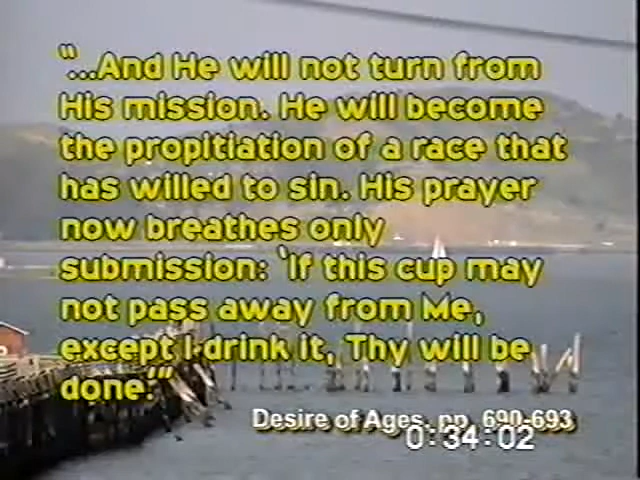 “...And He will not turn from
His mission. He will become
the propitiation of a race that
has willed to sin. His prayer
now breathes only
submission: ‘If this cup may
not pass away from Me,
except I drink it, Thy will be
done.’”
Desire of Ages, pp. 690-693
0:34:02